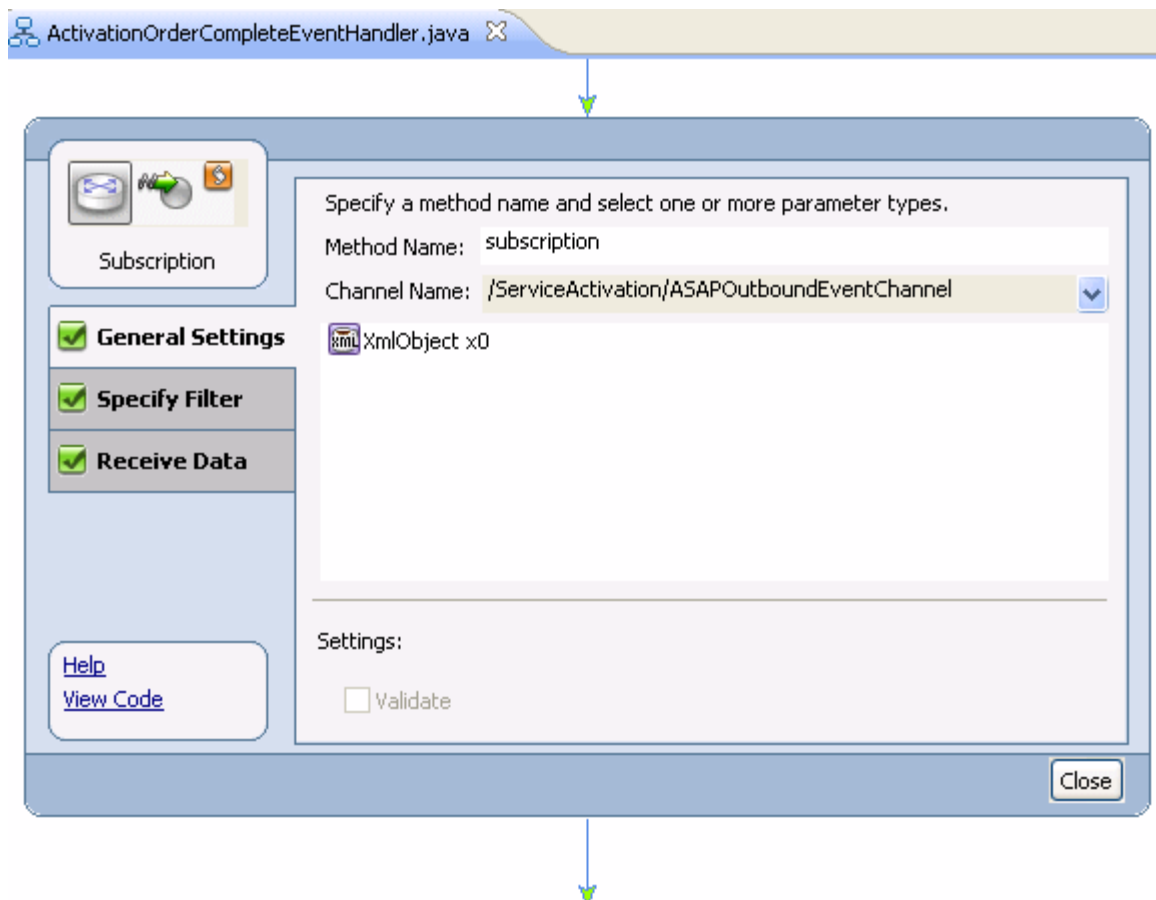 ActivationOrderCompleteEventHandler.java
Subscription
Specify a method name and select one or more parameter types.
Method Name: subscription
Channel Name: /ServiceActivation/ASAPOutboundEventChannel
General Settings
Specify Filter
Receive Data
XML XmlObject x0
Settings:
Validate
Help
View Code
Close